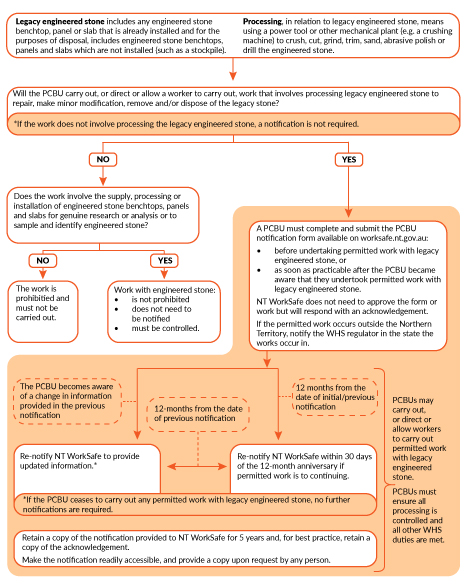 Legacy engineered stone includes any engineered stone
benchtop, panel or slab that is already installed and for the
purposes of disposal, includes engineered stone benchtops,
panels and slabs which are not installed (such as a stockpile).
Processing, in relation to legacy engineered stone, means
using a power tool or other mechanical plant (e.g. a crushing
machine) to crush, cut, grind, trim, sand, abrasive polish or
drill the engineered stone.
Will the PCBU carry out, or direct or allow a worker to carry out, work that involves processing legacy engineered stone to
repair, make minor modification, remove and/or dispose of the legacy stone?
*If the work does not involve processing the legacy engineered stone, a notification is not required.
NO
YES
Does the work involve the supply, processing or
installation of engineered stone benchtops, panels
and slabs for genuine research or analysis or to
sample and identify engineered stone?
NO
YES
The work is
prohibitied and
must not be
carried out.
Work with engineered stone:
• is not prohibited
• does not need to
be notified
• must be controlled.
A PCBU must complete and submit the PCBU
notification form available on worksafe.nt.gov.au:
• before undertaking permitted work with legacy
engineered stone, or
• as soon as practicable after the PCBU became
aware that they undertook permitted work with
legacy engineered stone.
NT WorkSafe does not need to approve the form or
work but will respond with an acknowledgement.
If the permitted work occurs outside the Northern
Territory, notify the WHS regulator in the state the
works occur in.
The PCBU becomes aware
of a change in information
provided in the previous
notification
12-months from the date
of previous notification
12 months from the
date of initial/previous
notification
Re-notify NT WorkSafe to provide
updated information.*
Re-notify NT WorkSafe within 30 days
of the 12-month anniversary if
permitted work is to continuing.
*If the PCBU ceases to carry out any permitted work with legacy engineered stone, no further
notifications are required.
Retain a copy of the notification provided to NT WorkSafe for 5 years and, for best practice, retain a
copy of the acknowledgement.
Make the notification readily accessible, and provide a copy upon request by any person.
PCBUs may
carry out,
or direct or
allow workers
to carry out
permitted work
with legacy
engineered
stone.
PCBUs must
ensure all
processing is
controlled and
all other WHS
duties are met.